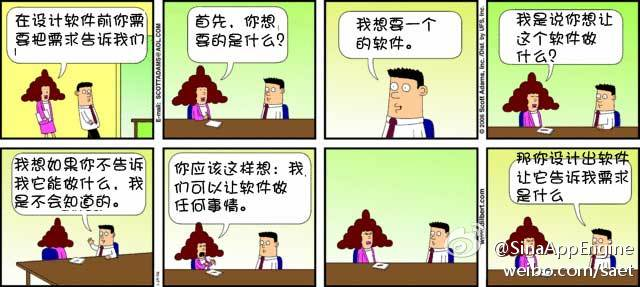 在设计软件前你需
要把需求告诉我们
!
首先，你想
要的是什么？
我想要一个
的软件。
我是说你想让
这个软件做
什么？
E-mail: SCOTTADAMS@AOL.COM
© 2006 Scott Adams, Inc./Dist. by UFS, Inc.
我想如果你不告诉
我它能做什么，我
是不会知道的。
你应该这样想：我
们可以让软件做
任何事情。
那你设计出软件
让它告诉我需求
是什么
www.dilbert.com
@SinaAppEngine
weibo.com/saet